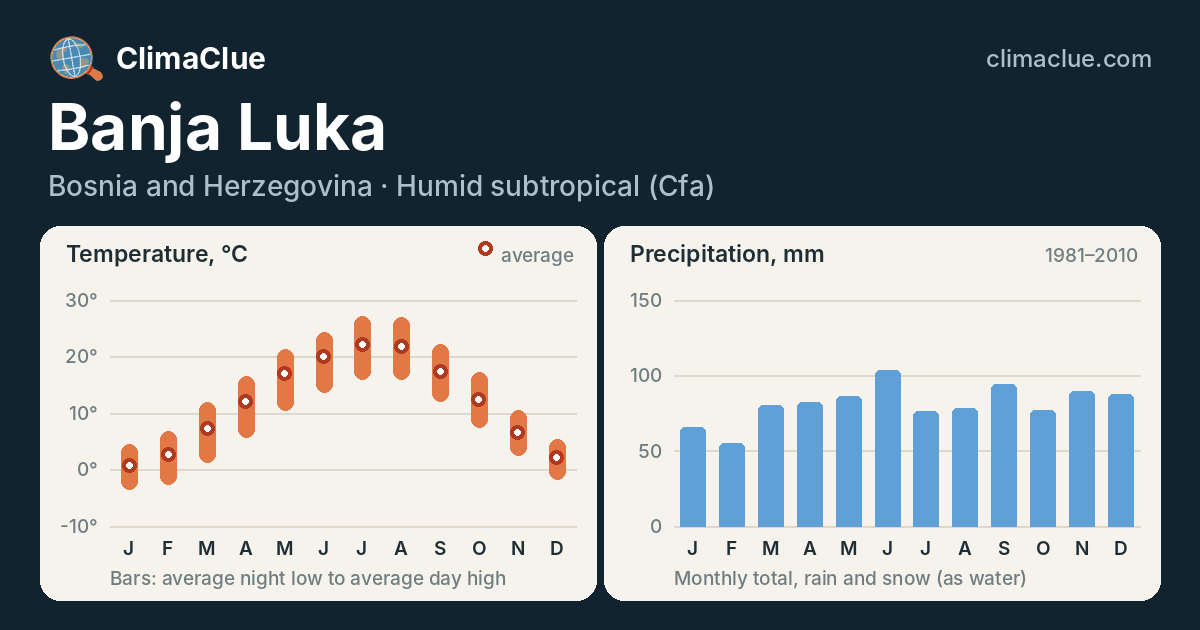 ClimaClue
climaclue.com
Banja Luka
Bosnia and Herzegovina · Humid subtropical (Cfa)
Temperature, °C
average
30°
20°
10°
0°
-10°
J F M A M J J A S O N D
Bars: average night low to average day high
Precipitation, mm
1981–2010
150
100
50
0
J F M A M J J A S O N D
Monthly total, rain and snow (as water)